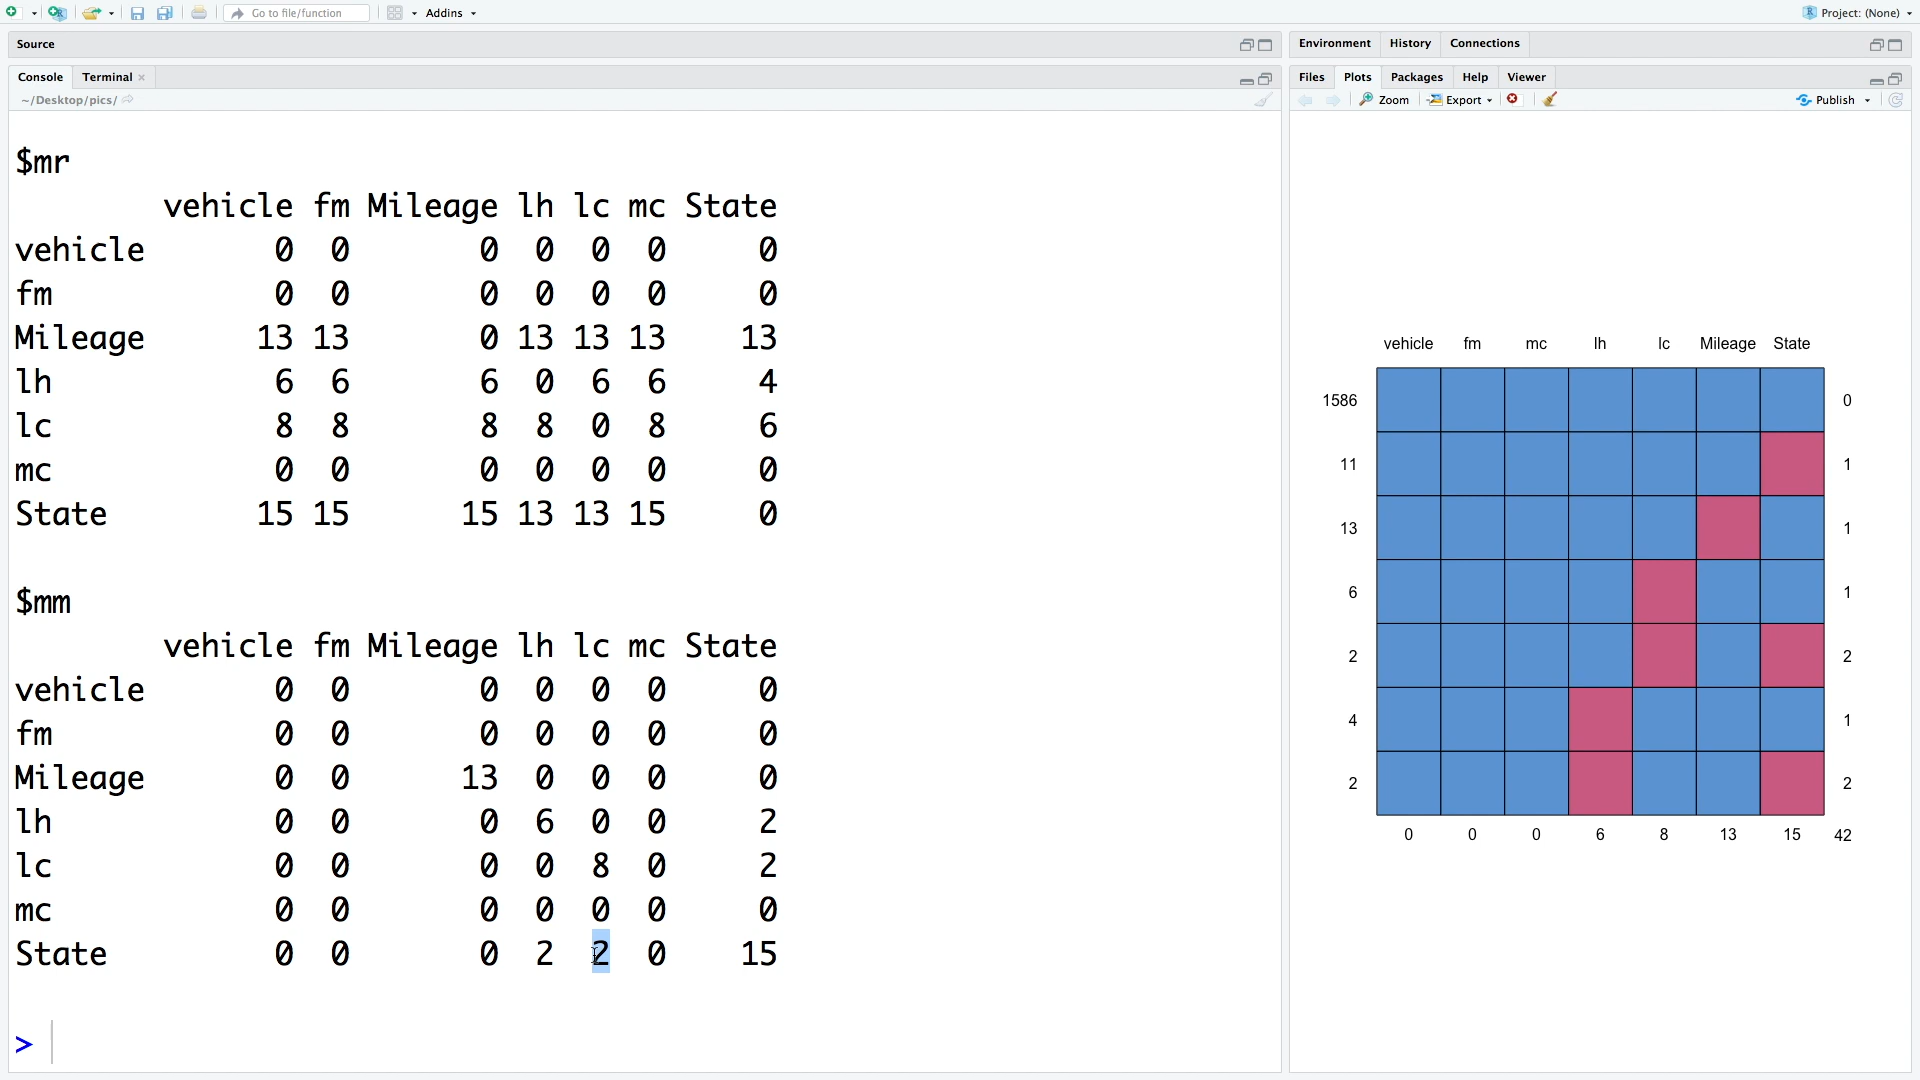 Go to file/function
Addins
Project: (None)
Source
Console
Terminal
~/Desktop/pics/
$mr
vehicle fm Mileage lh lc mc State
vehicle 0 0 0 0 0 0 0
fm 0 0 0 0 0 0 0
Mileage 13 13 0 13 13 13 13
lh 6 6 6 0 6 6 4
lc 8 8 8 8 0 8 6
mc 0 0 0 0 0 0 0
State 15 15 15 13 13 15 0
$mm
vehicle fm Mileage lh lc mc State
vehicle 0 0 0 0 0 0 0
fm 0 0 0 0 0 0 0
Mileage 0 0 13 0 0 0 0
lh 0 0 0 6 0 0 2
lc 0 0 0 0 8 0 2
mc 0 0 0 0 0 0 0
State 0 0 0 2 2 0 15
>
Environment History Connections
Files Plots Packages Help Viewer
Zoom Export Publish
vehicle fm mc lh lc Mileage State
1586 0
11 1
13 1
6 1
2 2
4 1
2 2
0 0 0 6 8 13 15 42